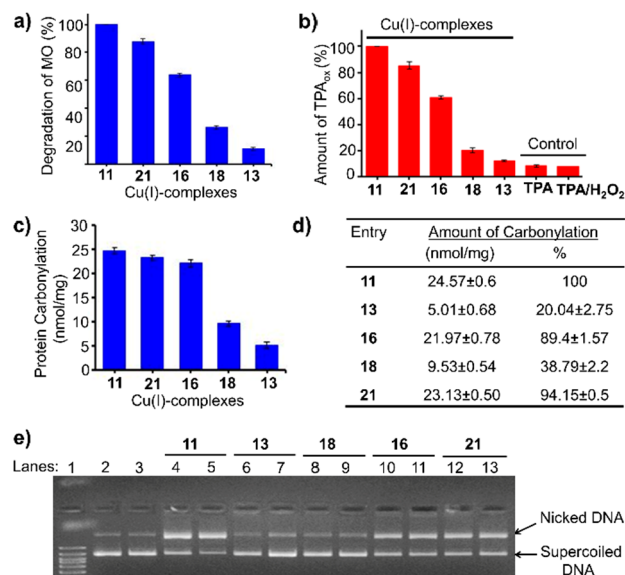 a)
Degradation of MO (%)
100
80
60
40
20
11 21 16 18 13
Cu(I)-complexes
b)
Cu(I)-complexes
Amount of TPAox (%)
100
80
60
40
20
0
Control
11 21 16 18 13 TPA TPA/H2O2
c)
Protein Carbonylation
(nmol/mg)
30
25
20
15
10
5
0
11 21 16 18 13
Cu(I)-complexes
d)
Entry Amount of Carbonylation
(nmol/mg) %
11 24.57±0.6 100
13 5.01±0.68 20.04±2.75
16 21.97±0.78 89.4±1.57
18 9.53±0.54 38.79±2.2
21 23.13±0.50 94.15±0.5
e)
11 13 18 16 21
Lanes: 1 2 3 4 5 6 7 8 9 10 11 12 13
Nicked DNA
Supercoiled
DNA